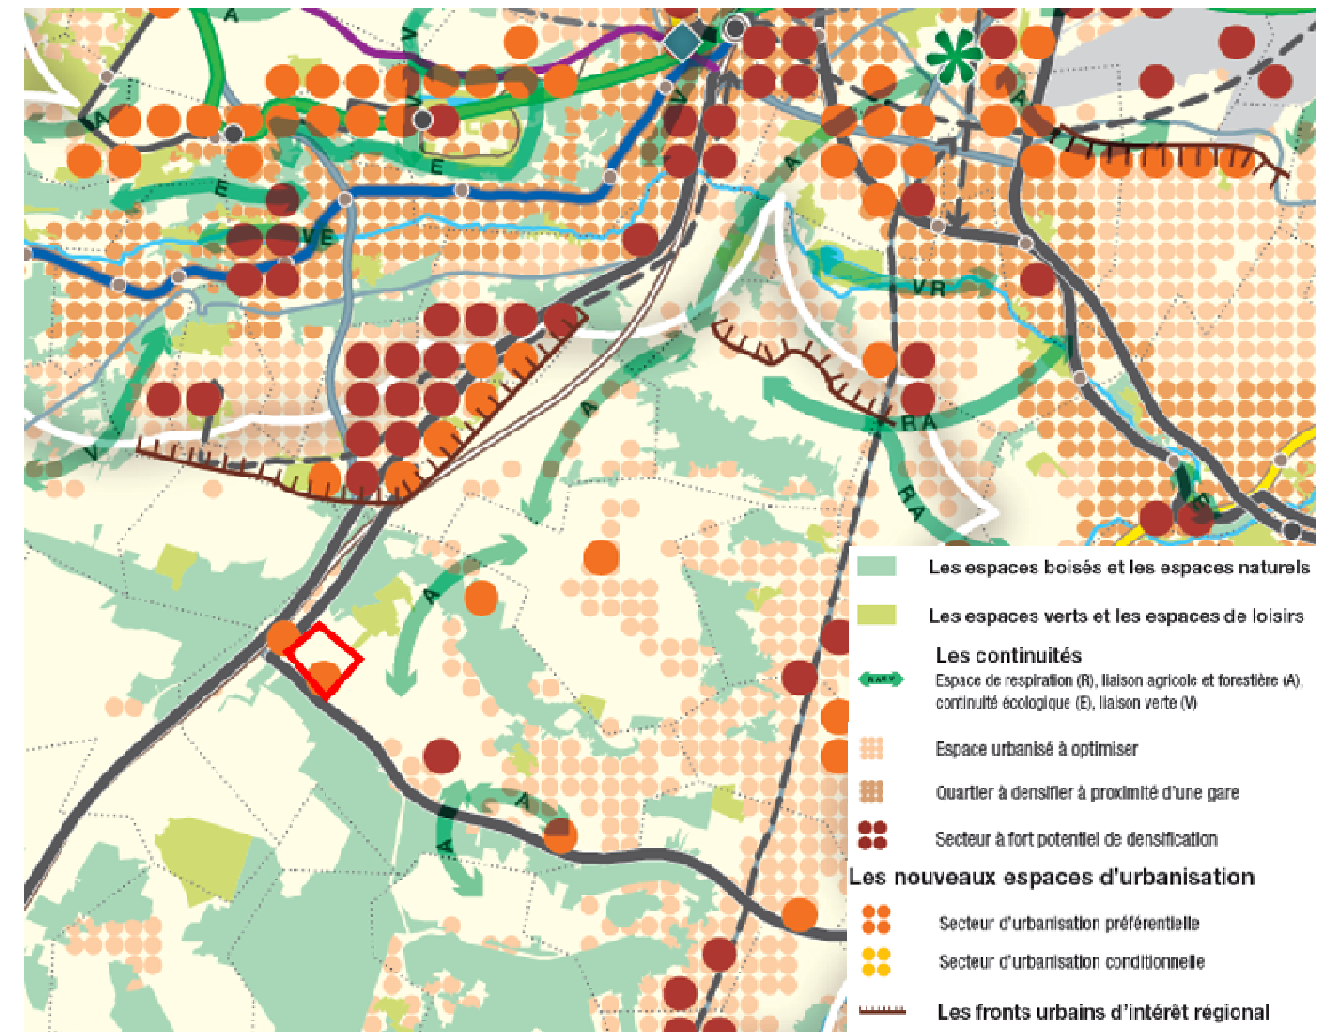 A
V
A
V
V
A
E
A
E
V E
V R
A
R A
V
R A
E
A
A
A
Les espaces boisés et les espaces naturels
Les espaces verts et les espaces de loisirs
Les continuités
Espace de respiration (R), liaison agricole et forestière (A),
continuité écologique (E), liaison verte (V)
Espace urbanisé à optimiser
Quartier à densifier à proximité d'une gare
Secteur à fort potentiel de densification
Les nouveaux espaces d'urbanisation
Secteur d'urbanisation préférentielle
Secteur d'urbanisation conditionnelle
Les fronts urbains d'intérêt régional